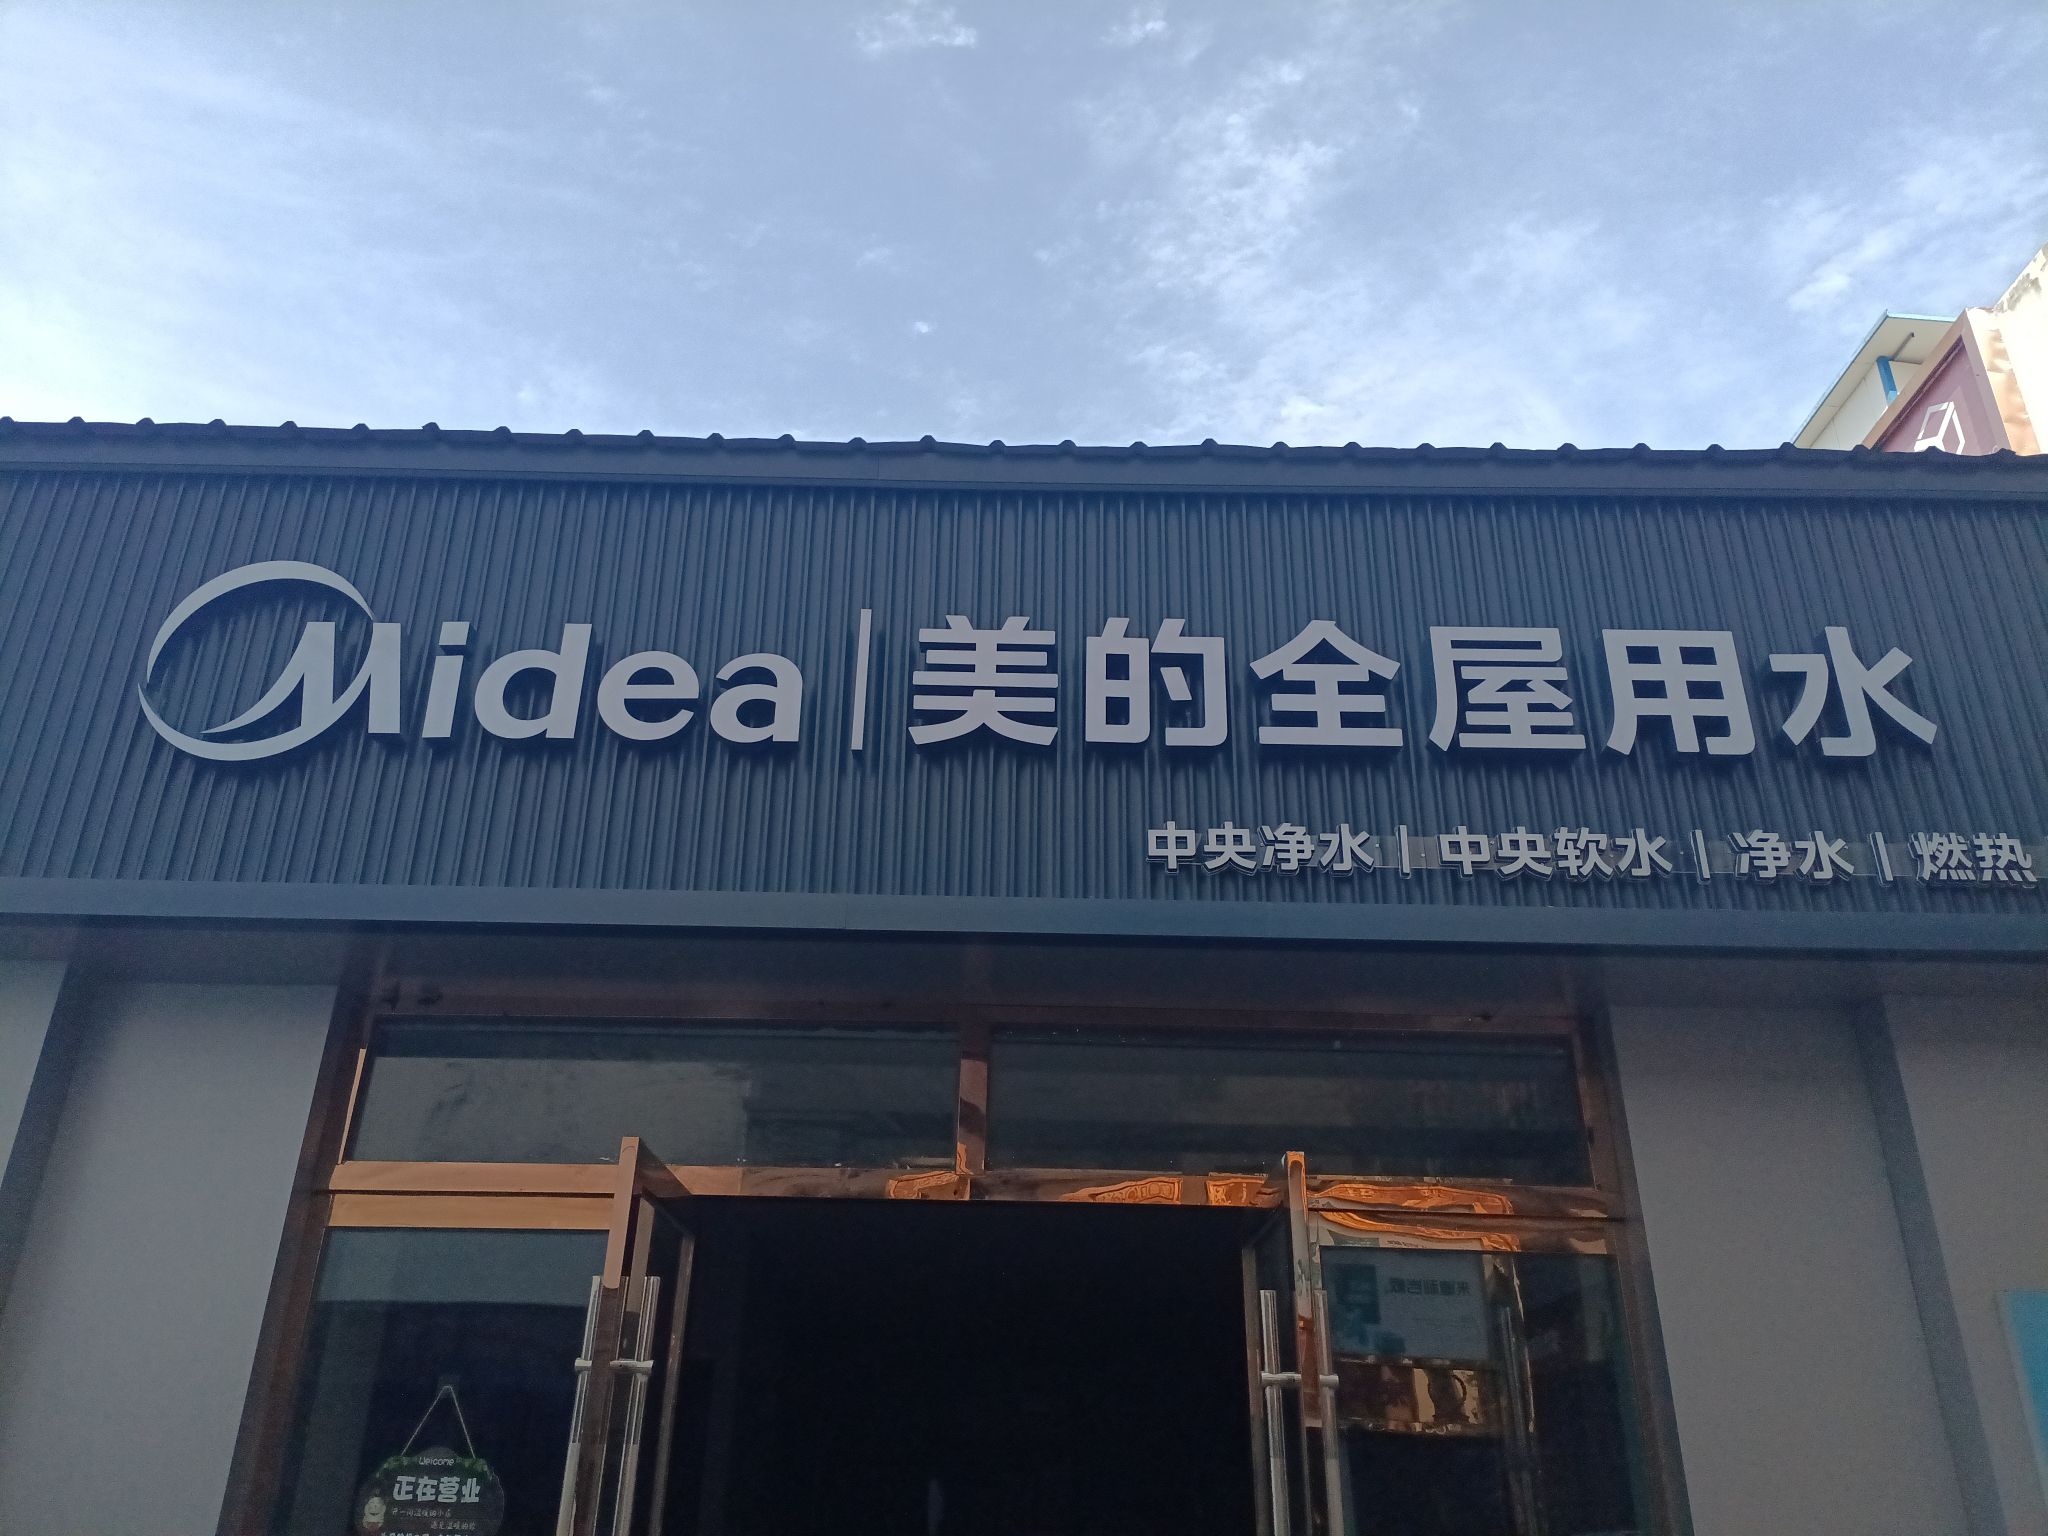 Midea | 美的全屋用水
中央净水 | 中央软水 | 净水 | 燃热
Welcome
正在营业